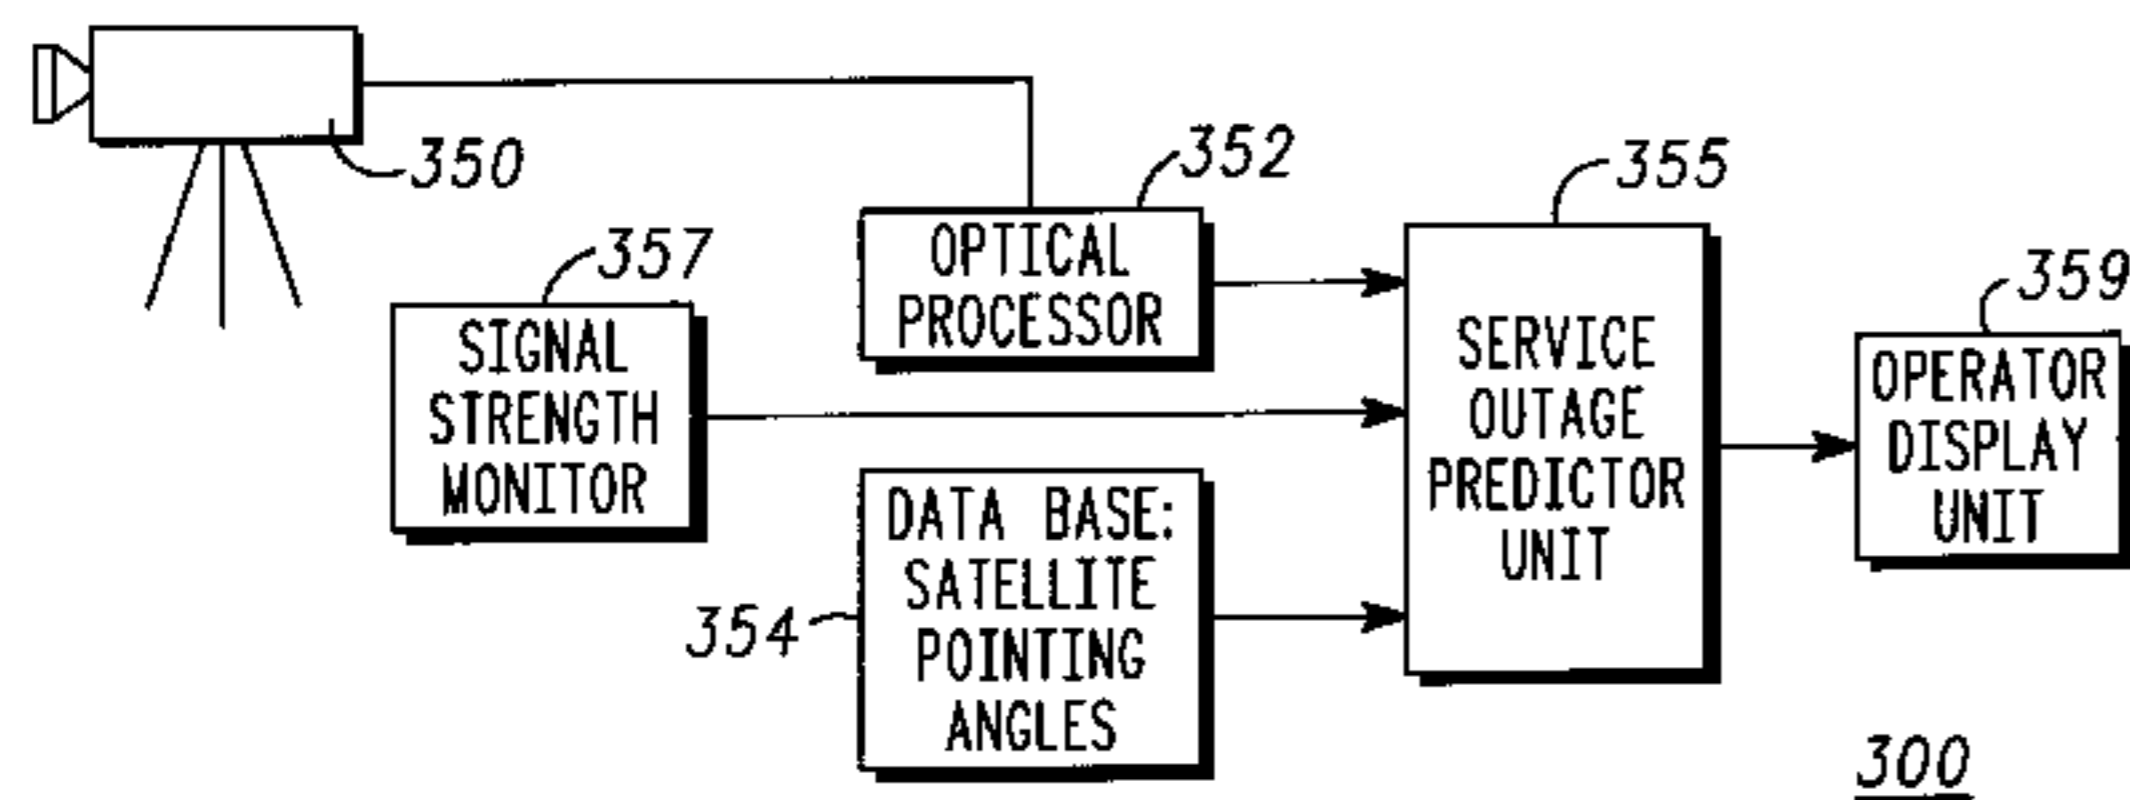 350
352
355
357
359
OPTICAL
PROCESSOR
SIGNAL
STRENGTH
MONITOR
SERVICE
OUTAGE
PREDICTOR
UNIT
OPERATOR
DISPLAY
UNIT
DATA BASE:
SATELLITE
POINTING
ANGLES
354
300